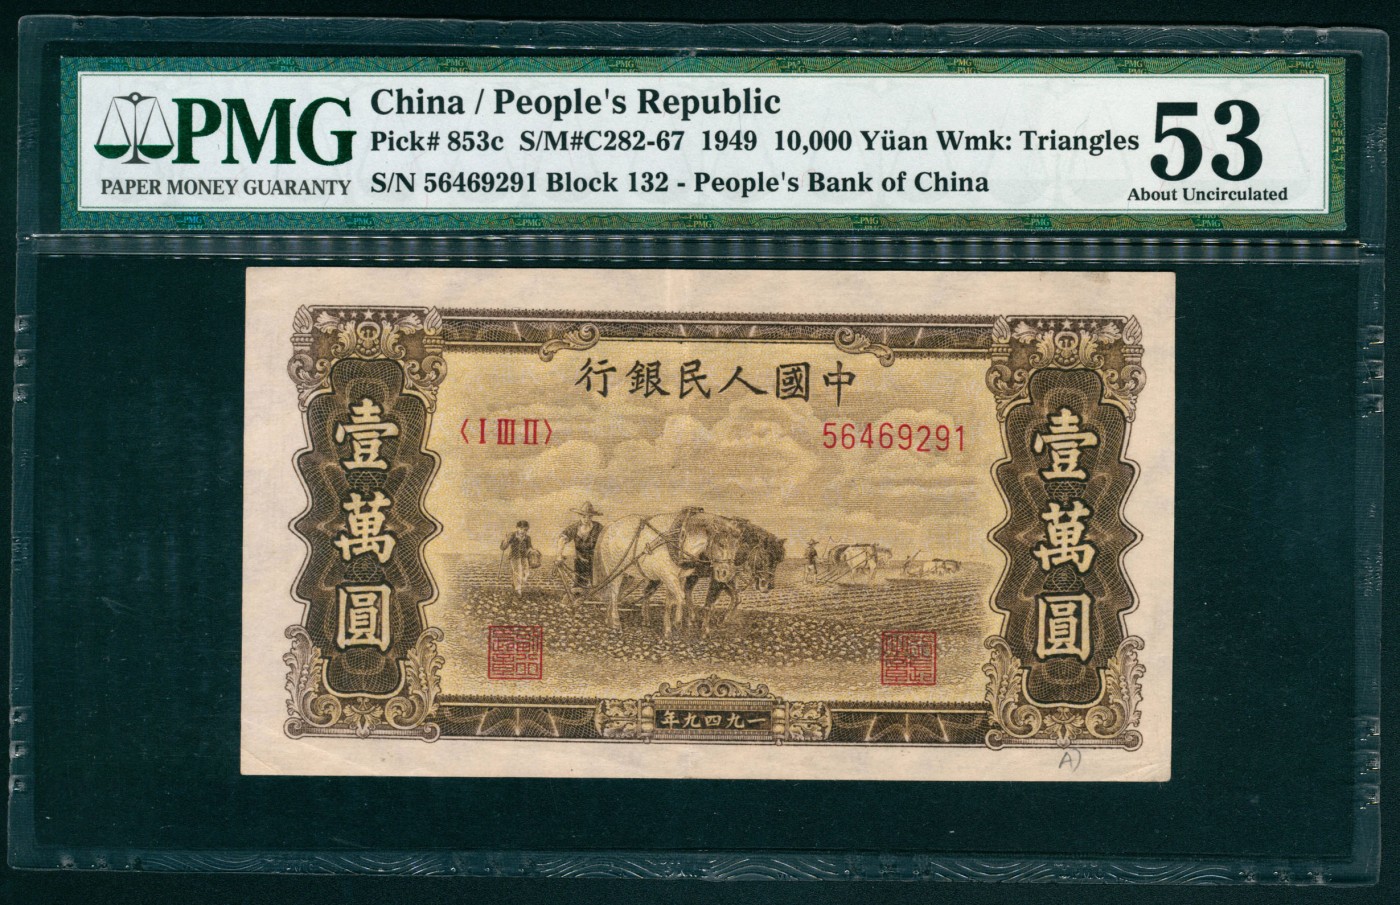 PMG
PAPER MONEY GUARANTY
China / People's Republic
Pick# 853c S/M#C282-67 1949 10,000 Yüan Wmk: Triangles
S/N 56469291 Block 132 - People's Bank of China
53
About Uncirculated
行銀民人國中
〈I III II〉
56469291
壹萬圓
壹萬圓
年九四九一
A)